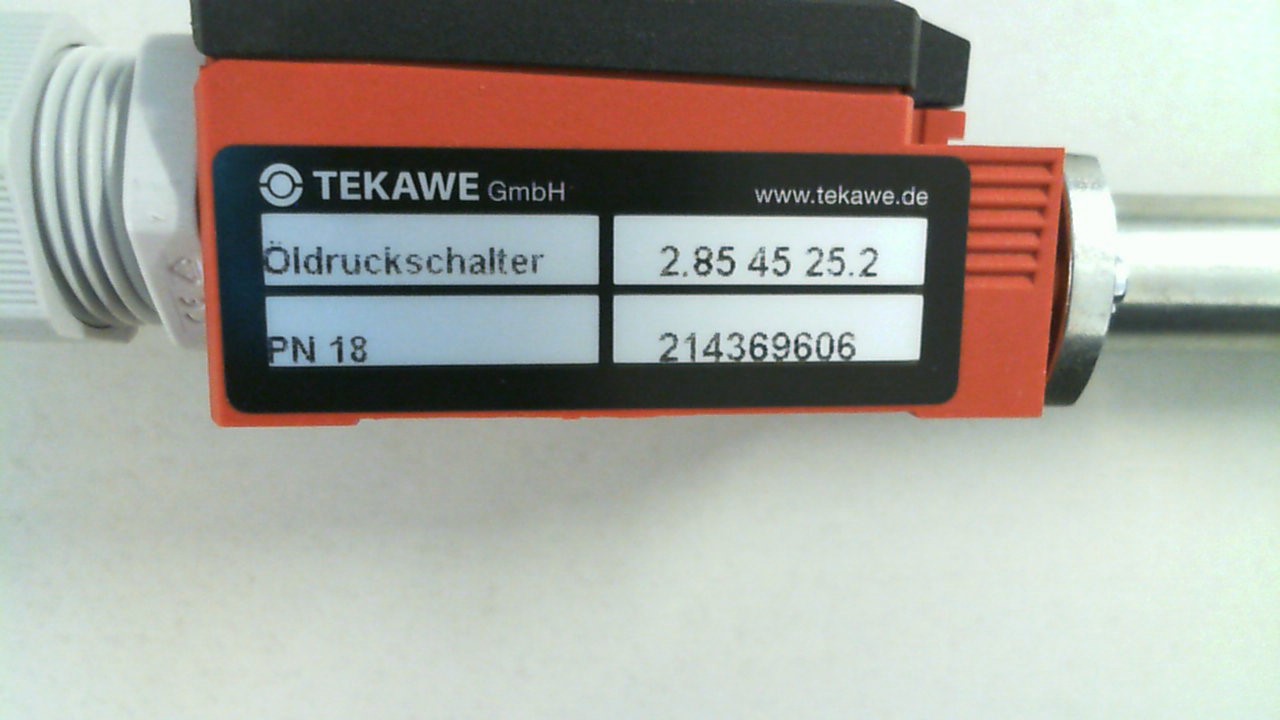 TEKAWE GmbH www.tekawe.de
Öldruckschalter 2.85 45 25.2
PN 18 214369606